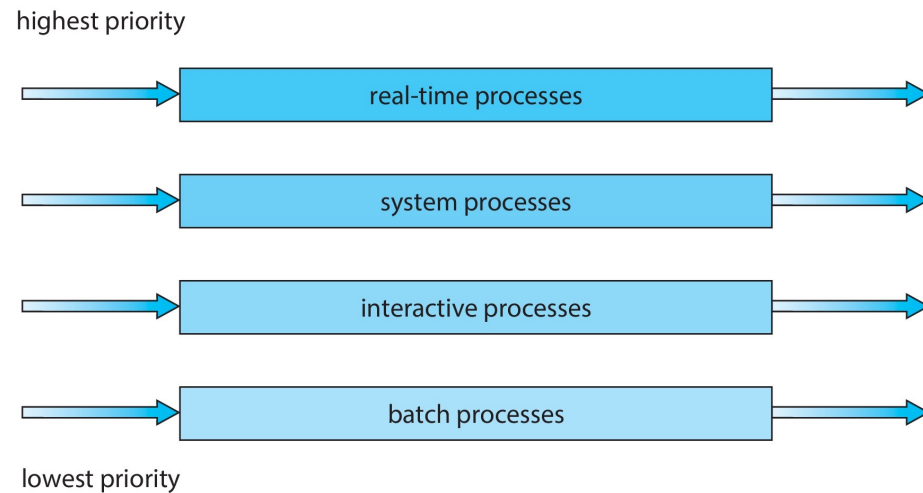 highest priority
real-time processes
system processes
interactive processes
batch processes
lowest priority